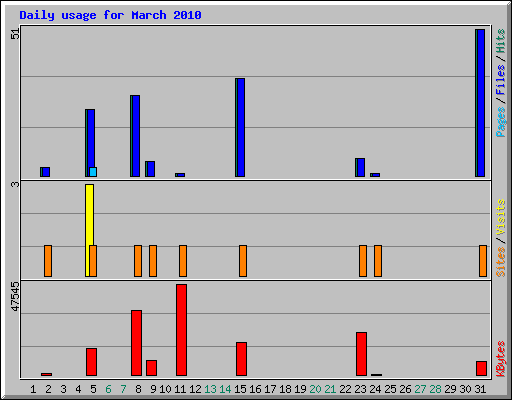 Daily usage for March 2010
51
Pages / Files / Hits
3
Sites / Visits
47545
KBytes
1 2 3 4 5 6 7 8 9 10 11 12 13 14 15 16 17 18 19 20 21 22 23 24 25 26 27 28 29 30 31